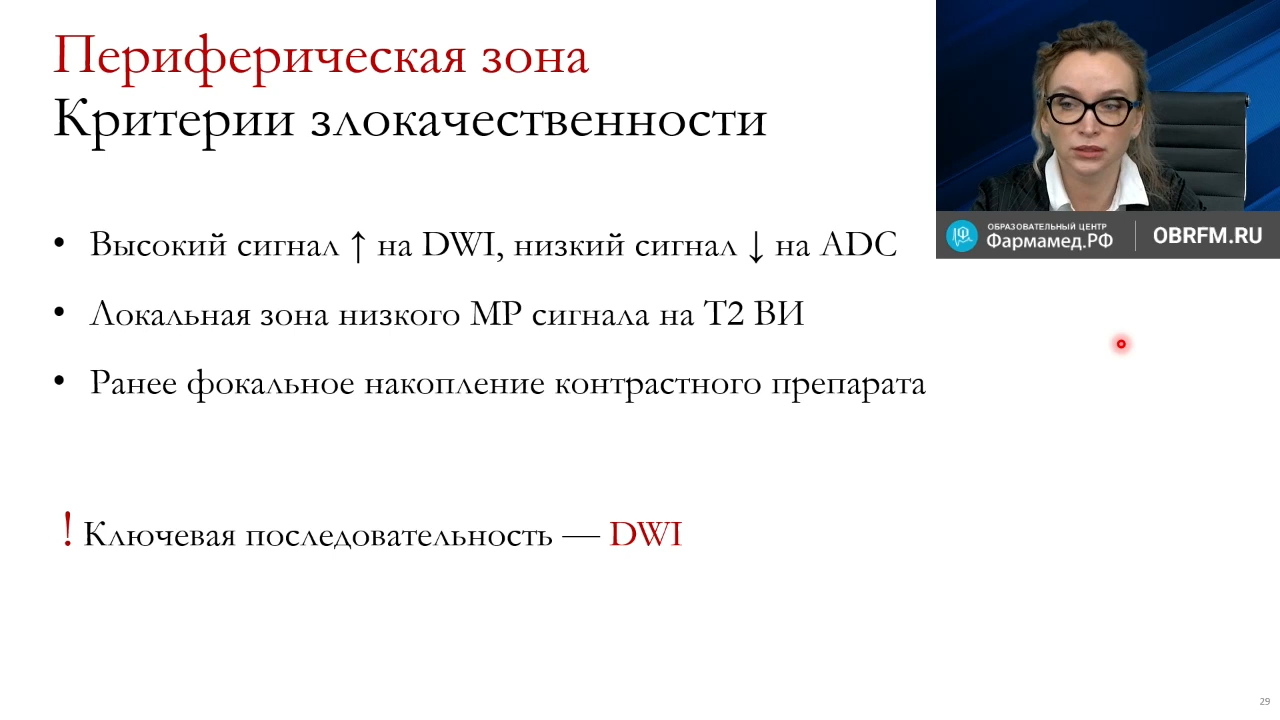 Периферическая зона
Критерии злокачественности
• Высокий сигнал ↑ на DWI, низкий сигнал ↓ на ADC
• Локальная зона низкого МР сигнала на Т2 ВИ
• Ранее фокальное накопление контрастного препарата
! Ключевая последовательность — DWI
ОБРАЗОВАТЕЛЬНЫЙ ЦЕНТР
Фармамед.РФ
OBRFM.RU
29